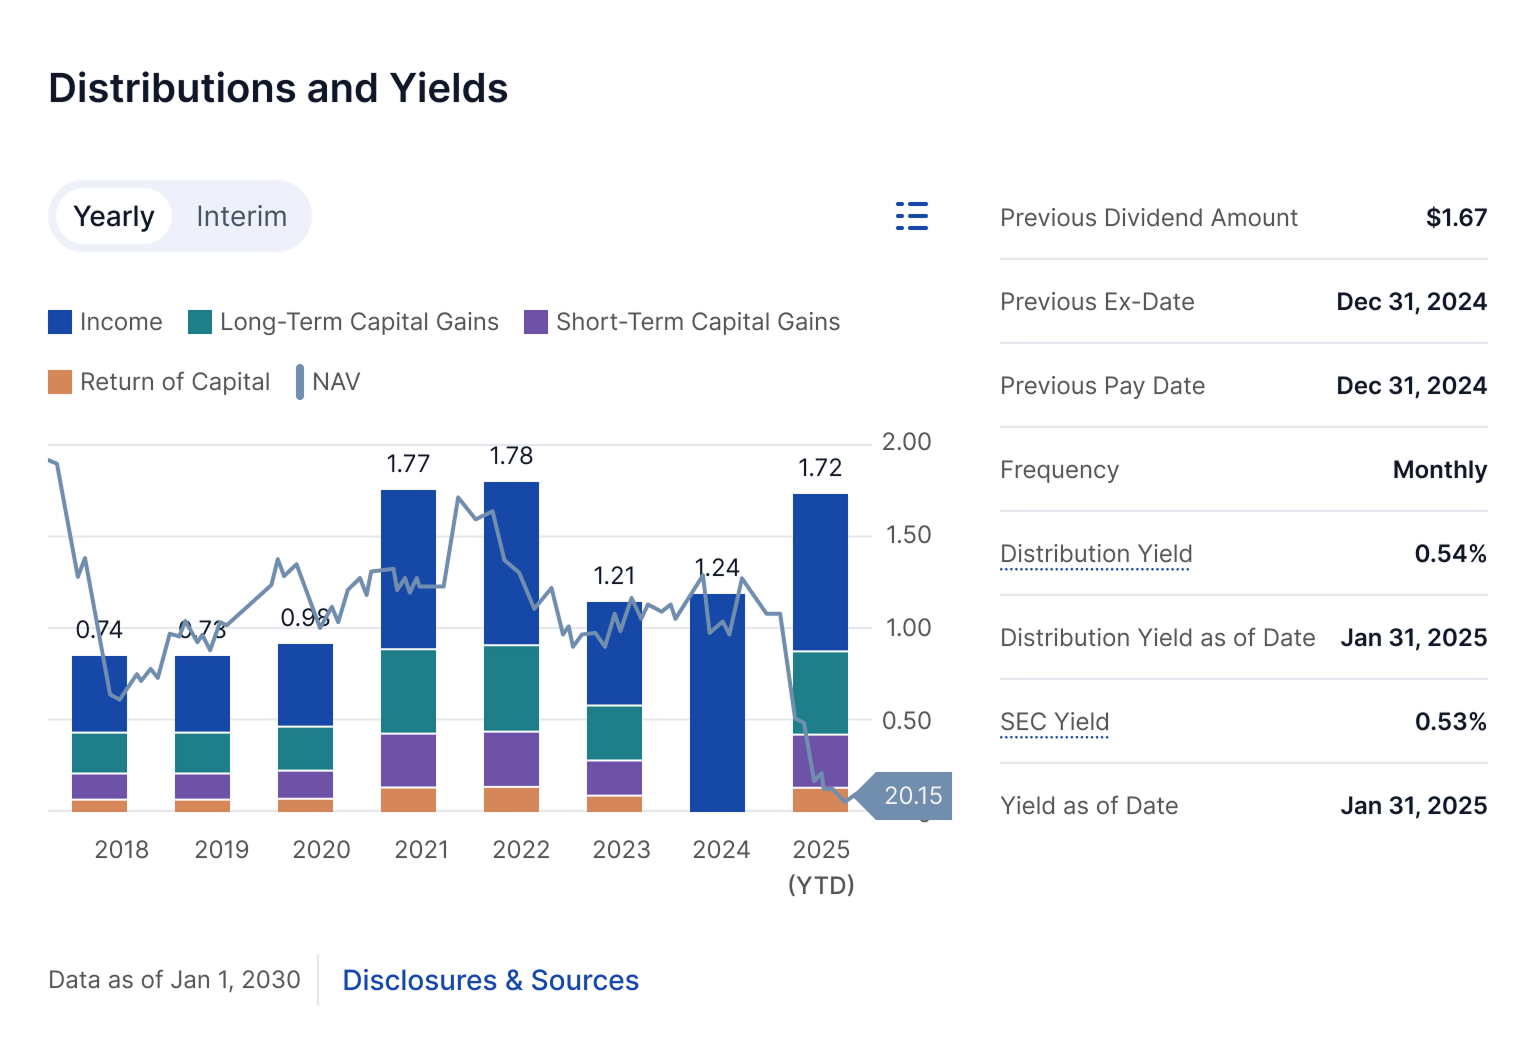 Distributions and Yields
Yearly Interim
Income Long-Term Capital Gains Short-Term Capital Gains
Return of Capital NAV
2.00
1.50
1.00
0.50
0.74
0.73
0.98
1.77
1.78
1.21
1.24
1.72
20.15
2018 2019 2020 2021 2022 2023 2024 2025
(YTD)
Previous Dividend Amount $1.67
Previous Ex-Date Dec 31, 2024
Previous Pay Date Dec 31, 2024
Frequency Monthly
Distribution Yield 0.54%
Distribution Yield as of Date Jan 31, 2025
SEC Yield 0.53%
Yield as of Date Jan 31, 2025
Data as of Jan 1, 2030 Disclosures & Sources